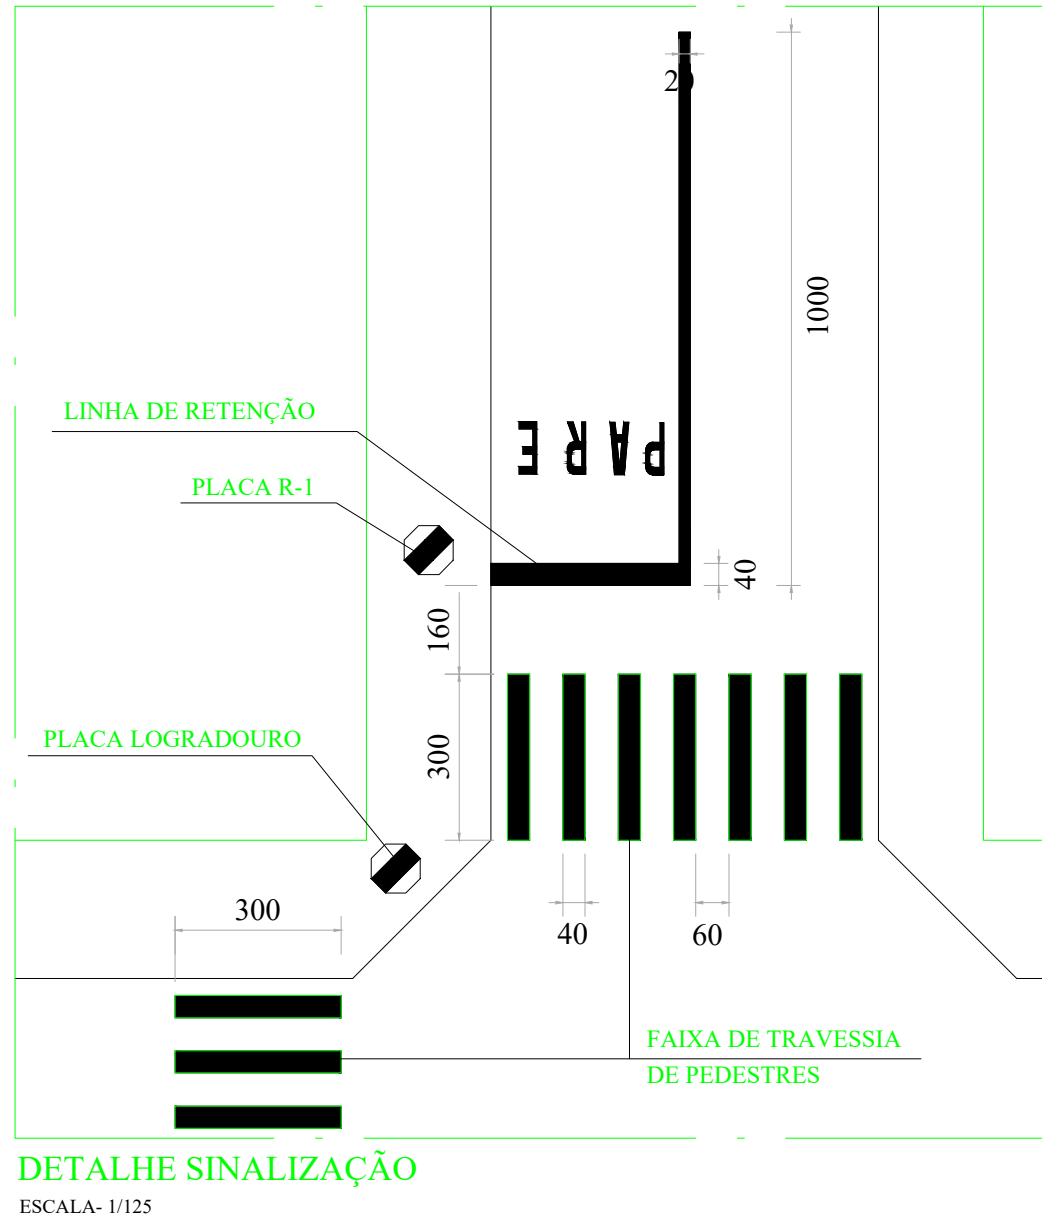 20
1000
LINHA DE RETENÇÃO
PARE
PLACA R-1
40
160
PLACA LOGRADOURO
300
300
40
60
FAIXA DE TRAVESSIA
DE PEDESTRES
DETALHE SINALIZAÇÃO
ESCALA- 1/125